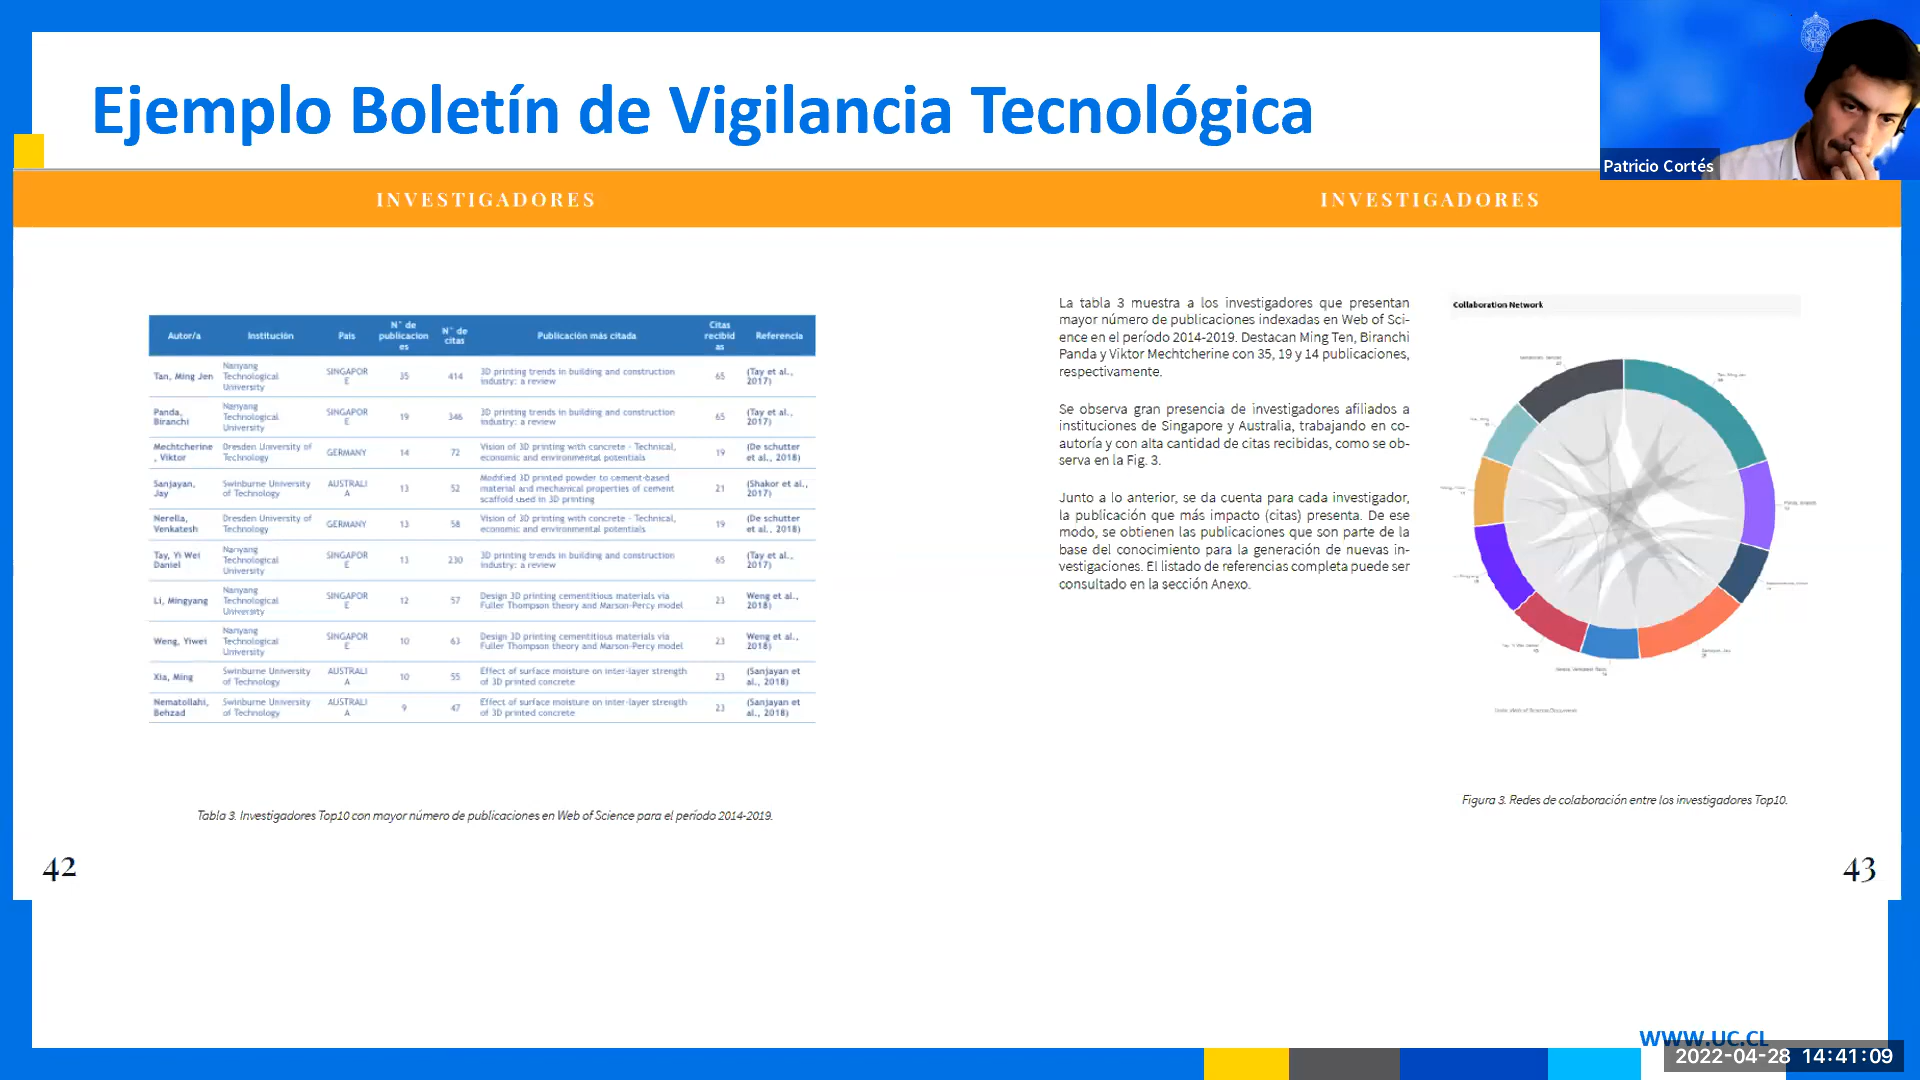 Ejemplo Boletín de Vigilancia Tecnológica
Patricio Cortés
INVESTIGADORES
Autor/a Institución País N° de publicaciones N° de citas Publicación más citada Citas recibidas Referencia
Tan, Ming Jen Nanyang Technological University SINGAPORE 35 414 3D printing trends in building and construction industry: a review 65 (Tay et al., 2017)
Panda, Biranchi Nanyang Technological University SINGAPORE 19 346 3D printing trends in building and construction industry: a review 65 (Tay et al., 2017)
Mechtcherine, Viktor Dresden University of Technology GERMANY 14 72 Vision of 3D printing with concrete - Technical, economic and environmental potentials 19 (De schutter et al., 2018)
Sanjayan, Jay Swinburne University of Technology AUSTRALIA 13 52 Modified 3D printed powder to cement-based material and mechanical properties of cement scaffold used in 3D printing 21 (Shakor et al., 2017)
Nerella, Venkatesh Dresden University of Technology GERMANY 13 58 Vision of 3D printing with concrete - Technical, economic and environmental potentials 19 (De schutter et al., 2018)
Tay, Yi Wei Daniel Nanyang Technological University SINGAPORE 13 230 3D printing trends in building and construction industry: a review 65 (Tay et al., 2017)
Li, Mingyang Nanyang Technological University SINGAPORE 12 57 Design 3D printing cementitious materials via Fuller Thompson theory and Marson-Percy model 23 Weng et al., 2018)
Weng, Yiwei Nanyang Technological University SINGAPORE 10 63 Design 3D printing cementitious materials via Fuller Thompson theory and Marson-Percy model 23 Weng et al., 2018)
Xia, Ming Swinburne University of Technology AUSTRALIA 10 55 Effect of surface moisture on inter-layer strength of 3D printed concrete 23 (Sanjayan et al., 2018)
Nematollahi, Behzad Swinburne University of Technology AUSTRALIA 9 47 Effect of surface moisture on inter-layer strength of 3D printed concrete 23 (Sanjayan et al., 2018)
Tabla 3. Investigadores Top10 con mayor número de publicaciones en Web of Science para el período 2014-2019.
42
INVESTIGADORES
La tabla 3 muestra a los investigadores que presentan
mayor número de publicaciones indexadas en Web of Sci-
ence en el período 2014-2019. Destacan Ming Ten, Biranchi
Panda y Viktor Mechtcherine con 35, 19 y 14 publicaciones,
respectivamente.
Se observa gran presencia de investigadores afiliados a
instituciones de Singapore y Australia, trabajando en co-
autoría y con alta cantidad de citas recibidas, como se ob-
serva en la Fig. 3.
Junto a lo anterior, se da cuenta para cada investigador,
la publicación que más impacto (citas) presenta. De ese
modo, se obtienen las publicaciones que son parte de la
base del conocimiento para la generación de nuevas in-
vestigaciones. El listado de referencias completa puede ser
consultado en la sección Anexo.
Collaboration Network
Figura 3. Redes de colaboración entre los investigadores Top10.
43
WWW.UC.CL
2022-04-28 14:41:09